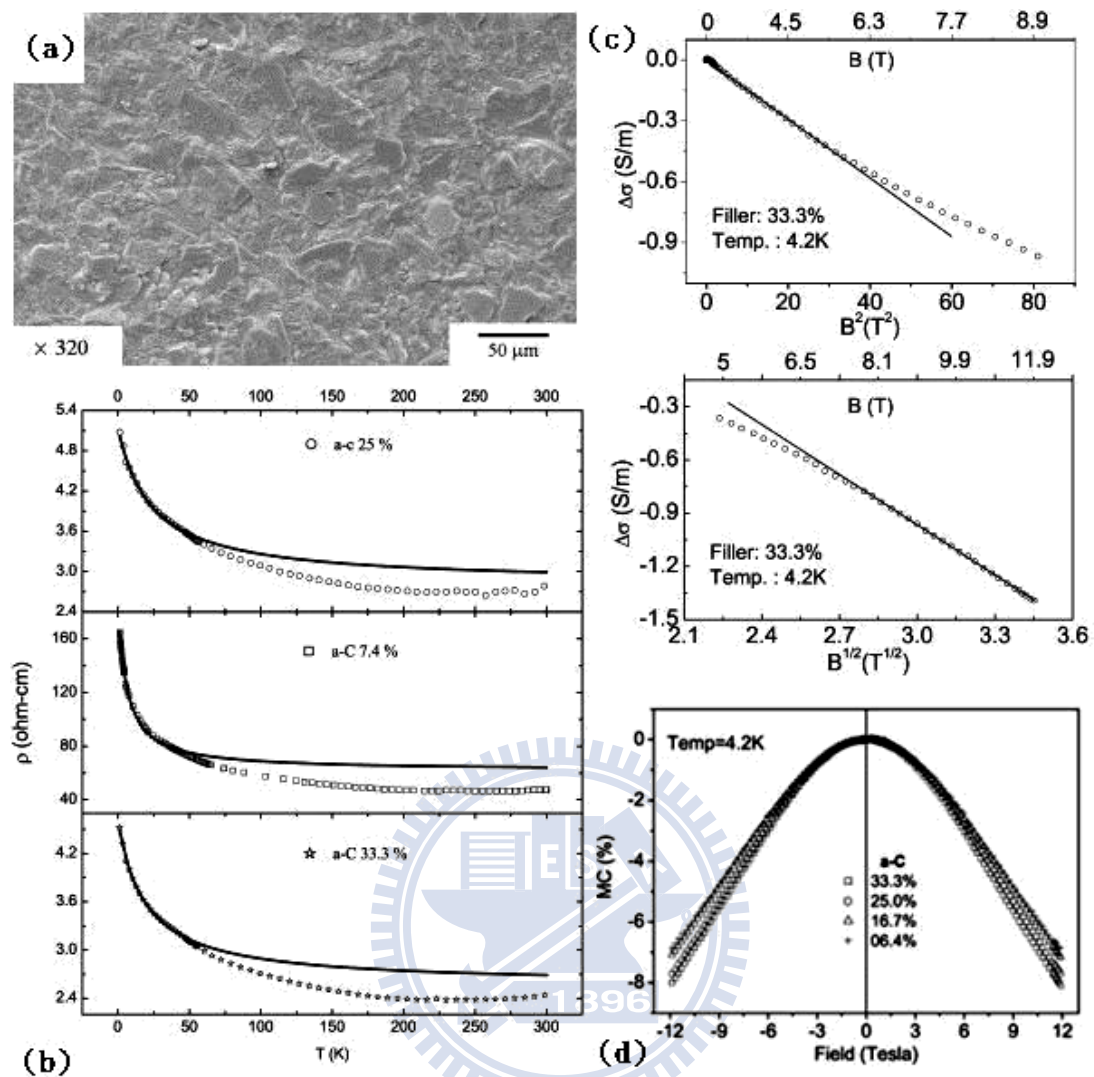 (a)
× 320
50 μm
(b)
0 50 100 150 200 250 300
5.4
4.8
4.2
3.6
3.0
2.4
a-c 25 %
160
120
80
40
a-C 7.4 %
4.2
3.6
3.0
2.4
a-C 33.3 %
ρ (ohm-cm)
0 50 100 150 200 250 300
T (K)
(c)
0 4.5 6.3 7.7 8.9
B (T)
0.0
-0.3
-0.6
-0.9
Δσ (S/m)
Filler: 33.3%
Temp. : 4.2K
0 20 40 60 80
B²(T²)
5 6.5 8.1 9.9 11.9
B (T)
-0.3
-0.6
-0.9
-1.2
-1.5
Δσ (S/m)
Filler: 33.3%
Temp. : 4.2K
2.1 2.4 2.7 3.0 3.3 3.6
B^1/2(T^1/2)
Temp=4.2K
0
-2
-4
-6
-8
MC (%)
a-C
33.3%
25.0%
16.7%
06.4%
-12 -9 -6 -3 0 3 6 9 12
Field (Tesla)
(d)
1896